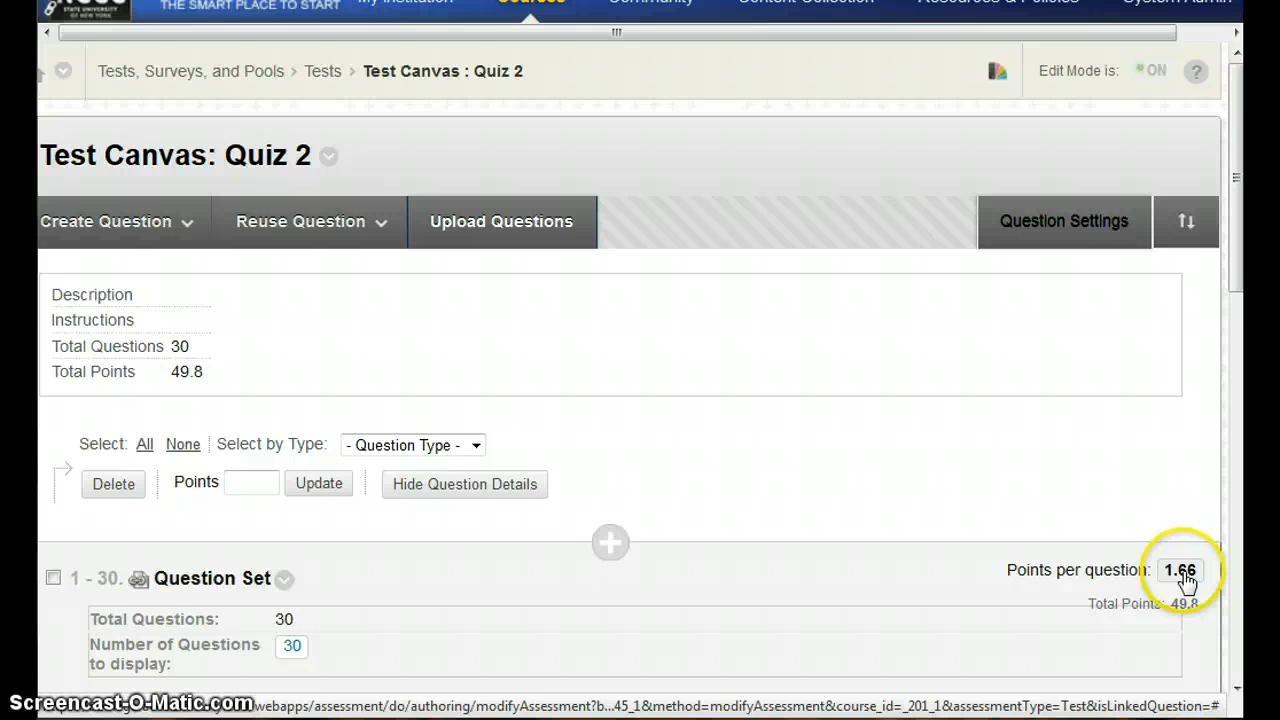 STATE UNIVERSITY OF NEW YORK
THE SMART PLACE TO START
My Institution Courses Community Content Collection Resources & Policies System Admin
Tests, Surveys, and Pools > Tests > Test Canvas : Quiz 2
Edit Mode is: ON ?
Test Canvas: Quiz 2
Create Question Reuse Question Upload Questions Question Settings
Description
Instructions
Total Questions 30
Total Points 49.8
Select: All None Select by Type: - Question Type -
Delete Points Update Hide Question Details
1 - 30. Question Set Points per question: 1.66
Total Points: 49.8
Total Questions: 30
Number of Questions to display: 30
Screencast-O-Matic.com
webapps/assessment/do/authoring/modifyAssessment?b...45_1&method=modifyAssessment&course_id=_201_1&assessmentType=Test&isLinkedQuestion=#